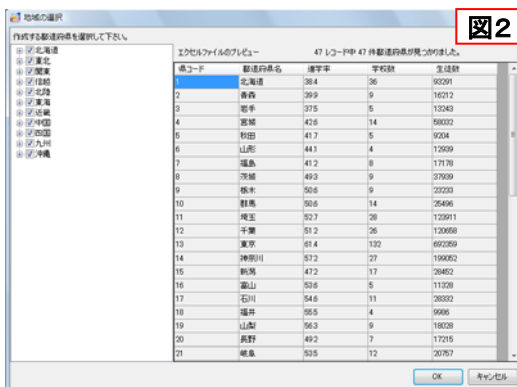 地域の選択
図2
作成する都道府県を選択して下さい。
北海道
東北
関東
信越
北陸
東海
近畿
中国
四国
九州
沖縄
エクセルファイルのプレビュー 47 レコード中 47 件都道府県が見つかりました。
県コード 都道府県名 進学率 学校数 生徒数
1 北海道 38.4 36 93291
2 青森 39.9 9 16212
3 岩手 37.5 5 13243
4 宮城 42.6 14 58032
5 秋田 41.7 5 9204
6 山形 44.1 4 12939
7 福島 41.2 8 17178
8 茨城 49.3 9 37939
9 栃木 50.6 9 23233
10 群馬 50.6 14 25496
11 埼玉 52.7 28 123911
12 千葉 51.2 26 120658
13 東京 61.4 132 692359
14 神奈川 57.2 27 199052
15 新潟 47.2 17 28452
16 富山 53.6 5 11328
17 石川 54.6 11 28332
18 福井 55.5 4 9986
19 山梨 56.3 9 18028
20 長野 49.2 7 17215
21 岐阜 53.5 12 20757
OK キャンセル